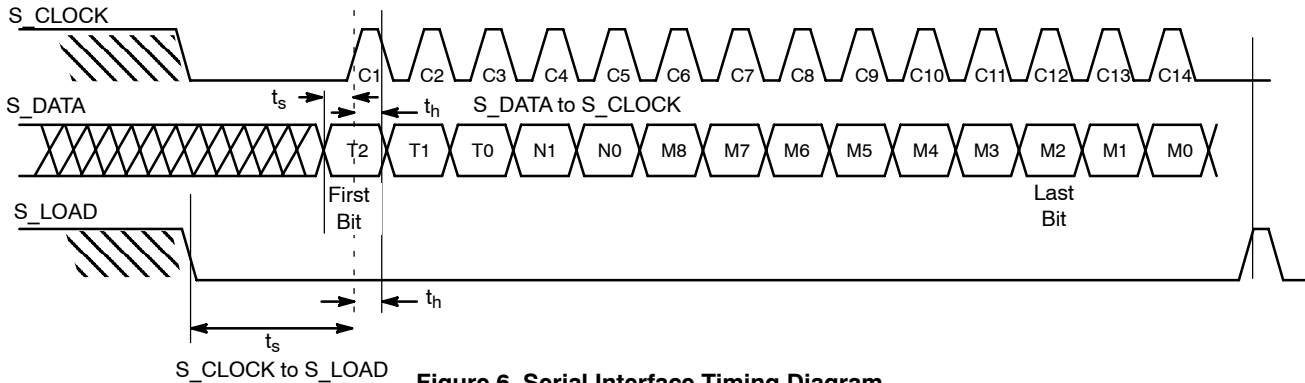 S_CLOCK
C1 C2 C3 C4 C5 C6 C7 C8 C9 C10 C11 C12 C13 C14
ts
th
S_DATA to S_CLOCK
S_DATA
T2 T1 T0 N1 N0 M8 M7 M6 M5 M4 M3 M2 M1 M0
First
Bit
Last
Bit
S_LOAD
th
ts
S_CLOCK to S_LOAD
Figure 6. Serial Interface Timing Diagram